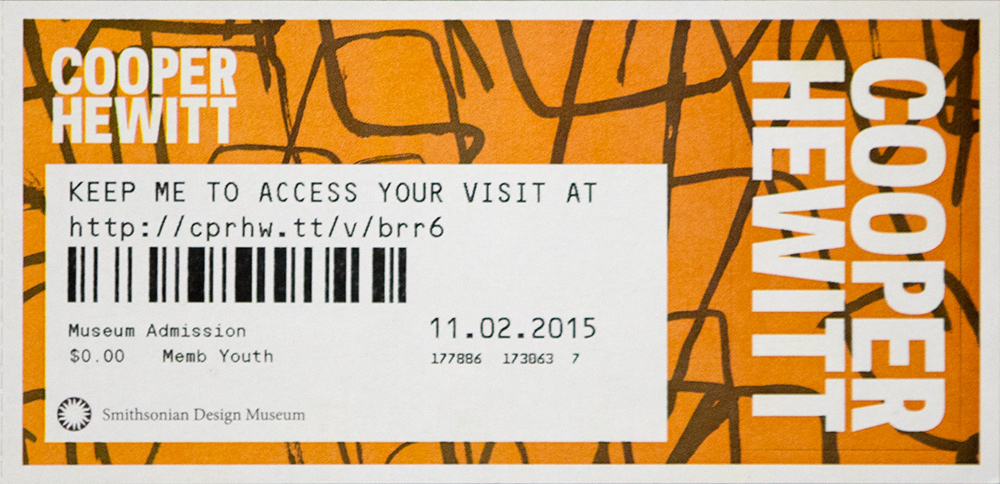 COOPER
HEWITT
KEEP ME TO ACCESS YOUR VISIT AT
http://cprhw.tt/v/brr6
Museum Admission
$0.00 Memb Youth
11.02.2015
177886 173063 7
Smithsonian Design Museum
COOPER
HEWITT